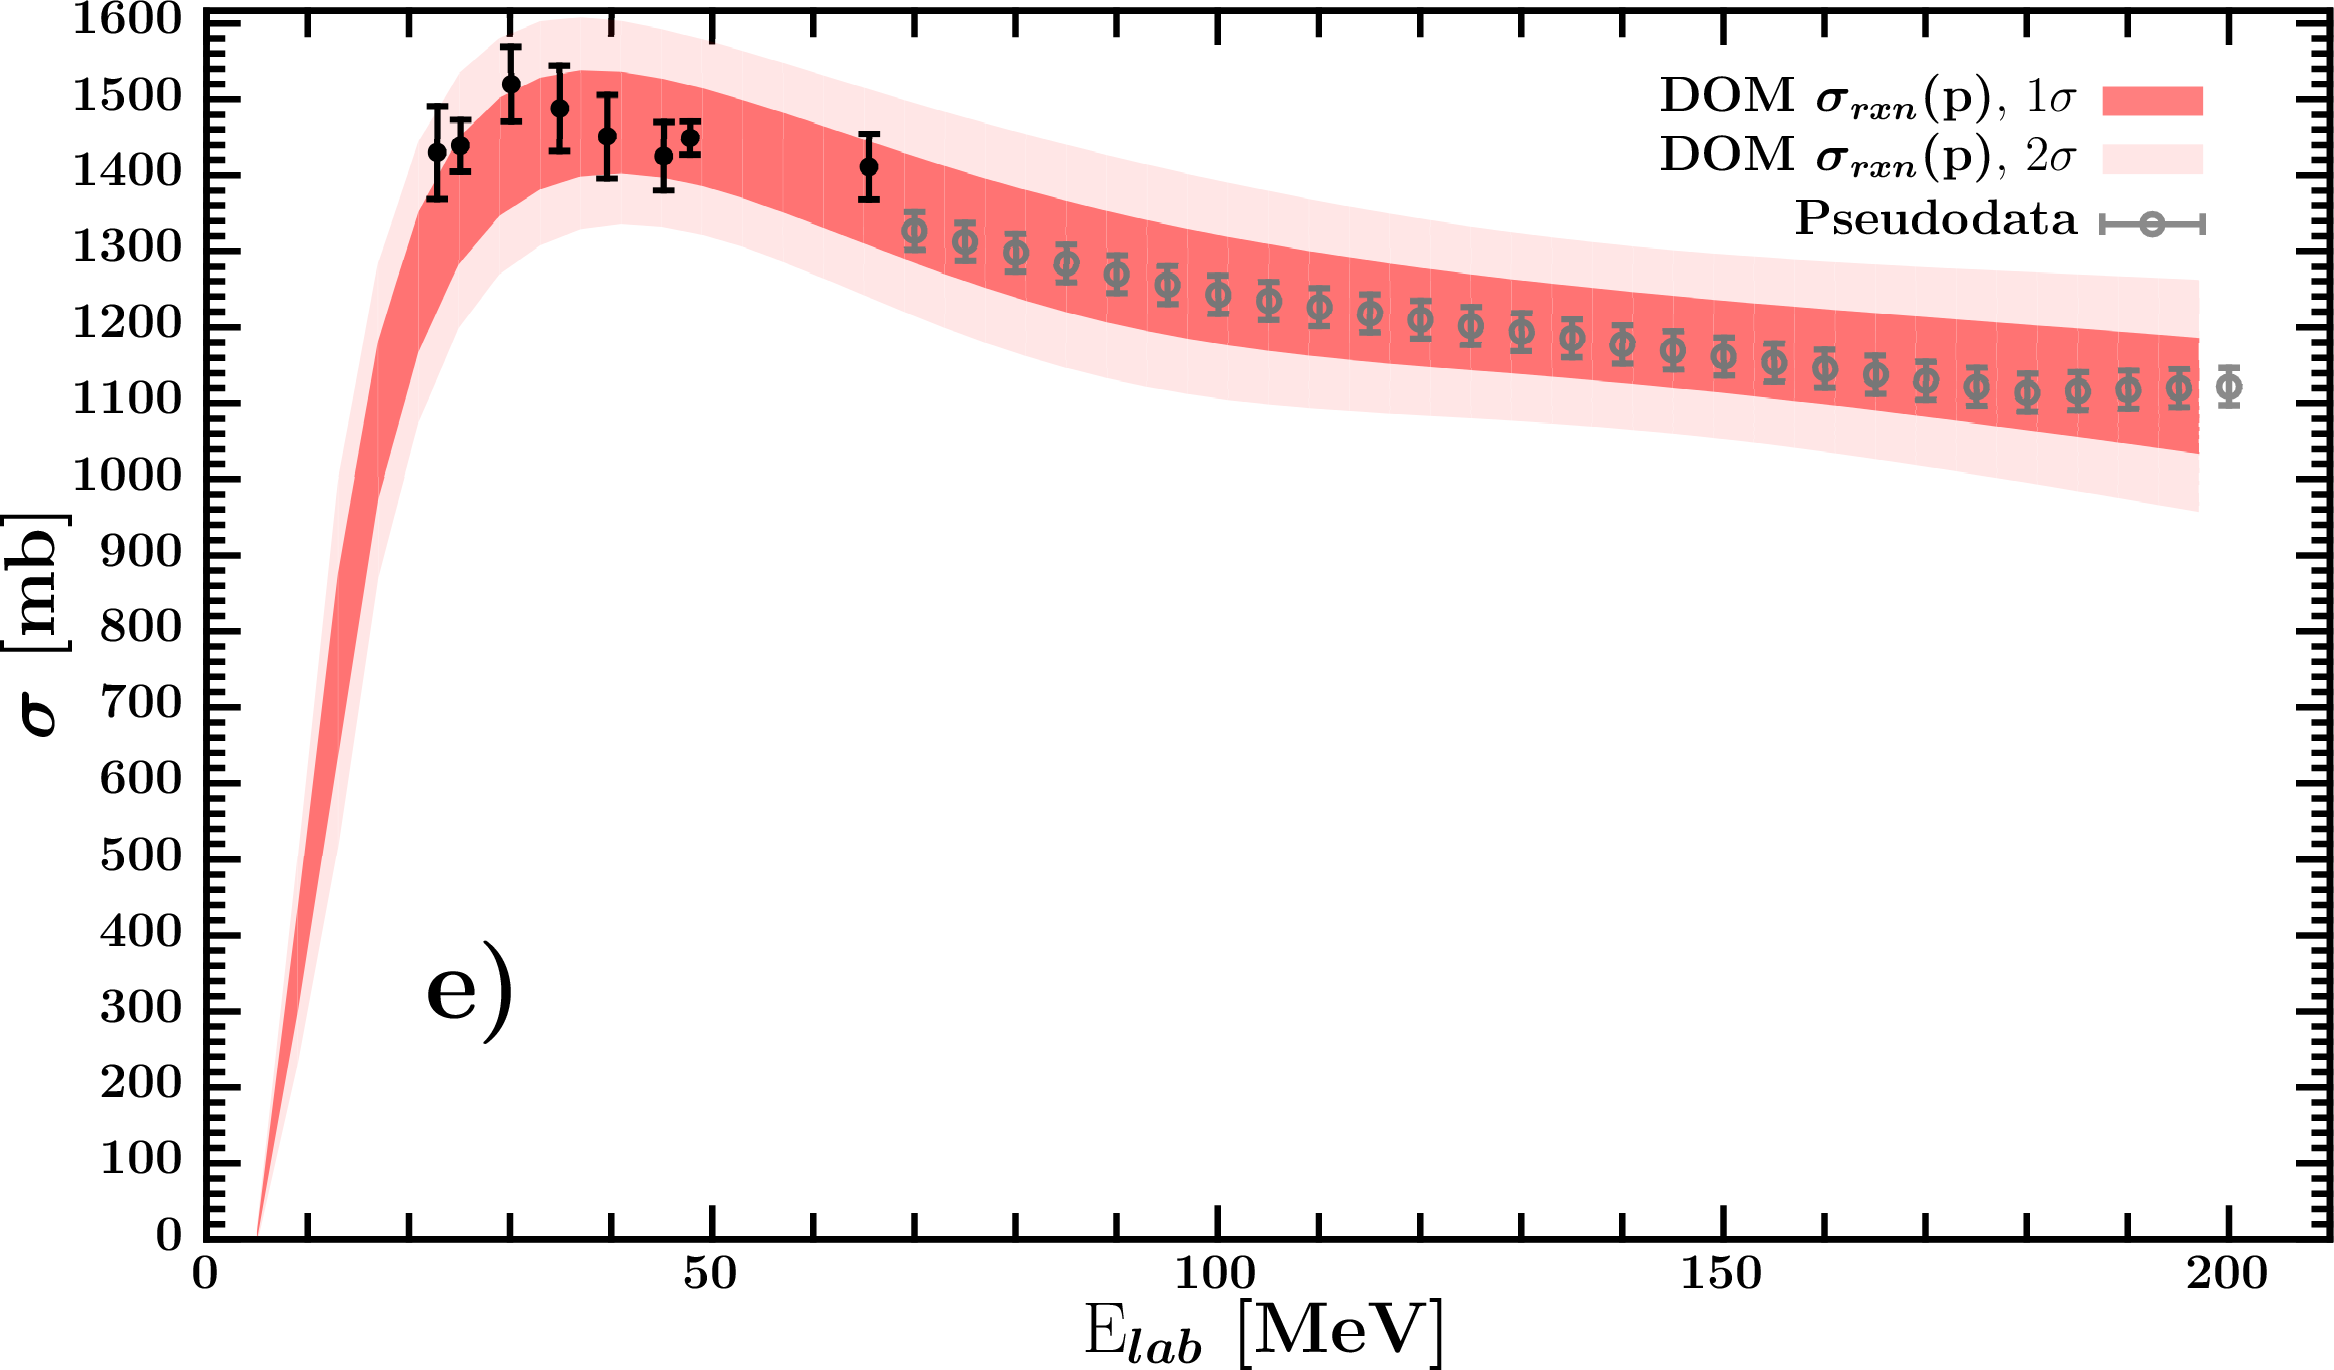 1600
1500
1400
1300
1200
1100
1000
900
800
700
600
500
400
300
200
100
0
σ [mb]
DOM σrxn(p), 1σ
DOM σrxn(p), 2σ
Pseudodata
e)
0 50 100 150 200
Elab [MeV]